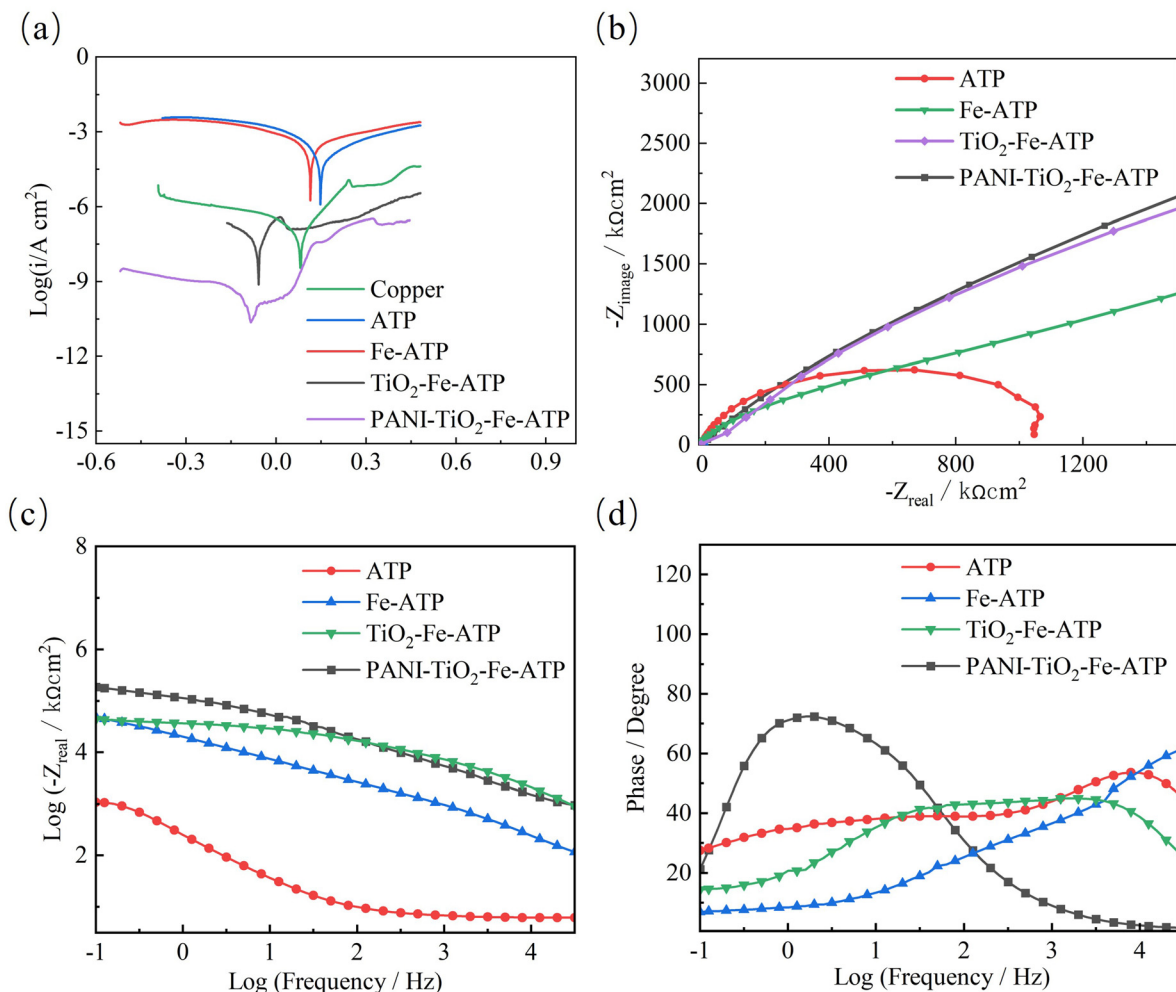 (a)
Log(i/A cm²)
0
-3
-6
-9
-12
-15
-0.6
-0.3
0.0
0.3
0.6
0.9
Copper
ATP
Fe-ATP
TiO₂-Fe-ATP
PANI-TiO₂-Fe-ATP
(b)
-Z_image / kΩcm²
3000
2500
2000
1500
1000
500
0
0
400
800
1200
-Z_real / kΩcm²
ATP
Fe-ATP
TiO₂-Fe-ATP
PANI-TiO₂-Fe-ATP
(c)
Log (-Z_real / kΩcm²)
8
6
4
2
-1
0
1
2
3
4
Log (Frequency / Hz)
ATP
Fe-ATP
TiO₂-Fe-ATP
PANI-TiO₂-Fe-ATP
(d)
Phase / Degree
120
100
80
60
40
20
-1
0
1
2
3
4
Log (Frequency / Hz)
ATP
Fe-ATP
TiO₂-Fe-ATP
PANI-TiO₂-Fe-ATP